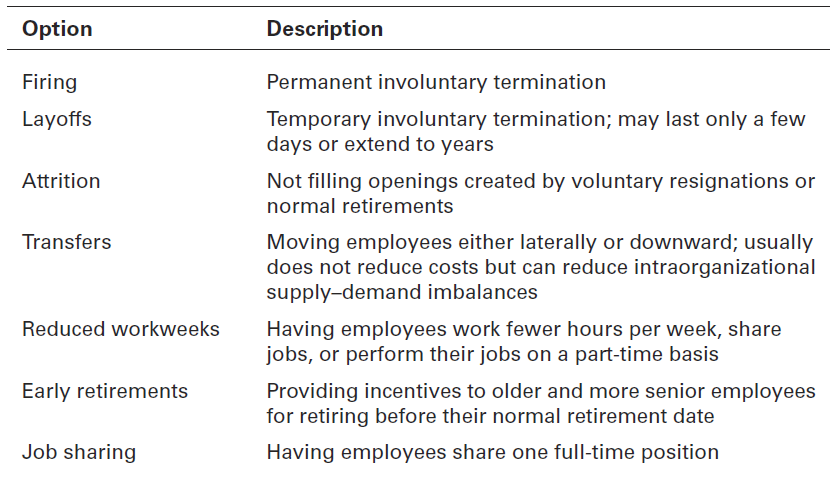 Option Description
Firing Permanent involuntary termination
Layoffs Temporary involuntary termination; may last only a few
days or extend to years
Attrition Not filling openings created by voluntary resignations or
normal retirements
Transfers Moving employees either laterally or downward; usually
does not reduce costs but can reduce intraorganizational
supply–demand imbalances
Reduced workweeks Having employees work fewer hours per week, share
jobs, or perform their jobs on a part-time basis
Early retirements Providing incentives to older and more senior employees
for retiring before their normal retirement date
Job sharing Having employees share one full-time position